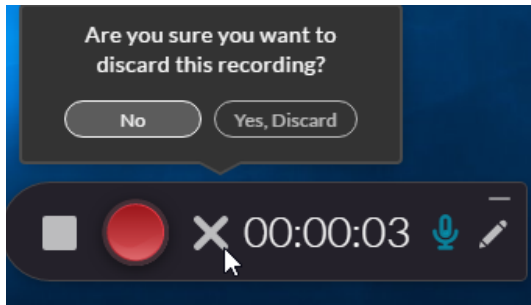 Are you sure you want to
discard this recording?
No
Yes, Discard
00:00:03